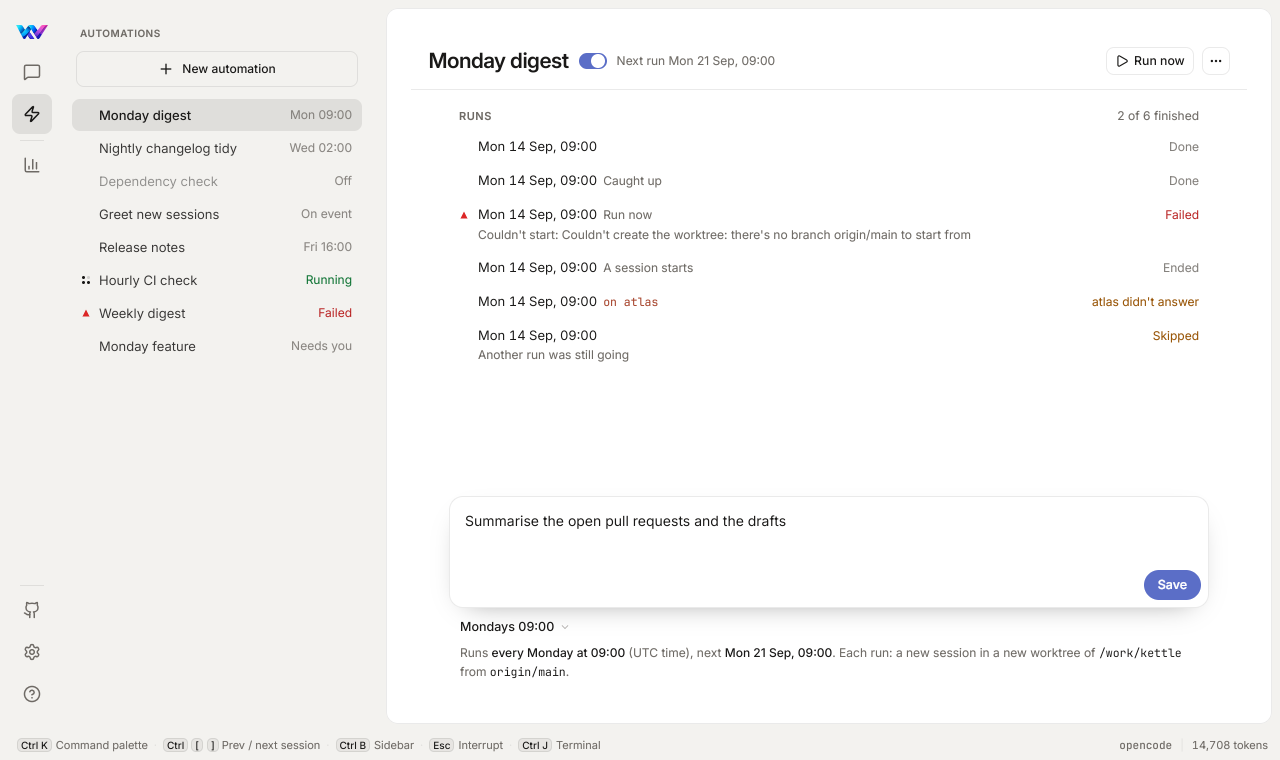 AUTOMATIONS
New automation
Monday digest Mon 09:00
Nightly changelog tidy Wed 02:00
Dependency check Off
Greet new sessions On event
Release notes Fri 16:00
Hourly CI check Running
Weekly digest Failed
Monday feature Needs you
Monday digest Next run Mon 21 Sep, 09:00 Run now
RUNS 2 of 6 finished
Mon 14 Sep, 09:00 Done
Mon 14 Sep, 09:00 Caught up Done
Mon 14 Sep, 09:00 Run now Failed
Couldn't start: Couldn't create the worktree: there's no branch origin/main to start from
Mon 14 Sep, 09:00 A session starts Ended
Mon 14 Sep, 09:00 on atlas atlas didn't answer
Mon 14 Sep, 09:00 Skipped
Another run was still going
Summarise the open pull requests and the drafts
Save
Mondays 09:00
Runs every Monday at 09:00 (UTC time), next Mon 21 Sep, 09:00. Each run: a new session in a new worktree of /work/kettle
from origin/main.
Ctrl K Command palette Ctrl [ ] Prev / next session Ctrl B Sidebar Esc Interrupt Ctrl J Terminal opencode 14,708 tokens